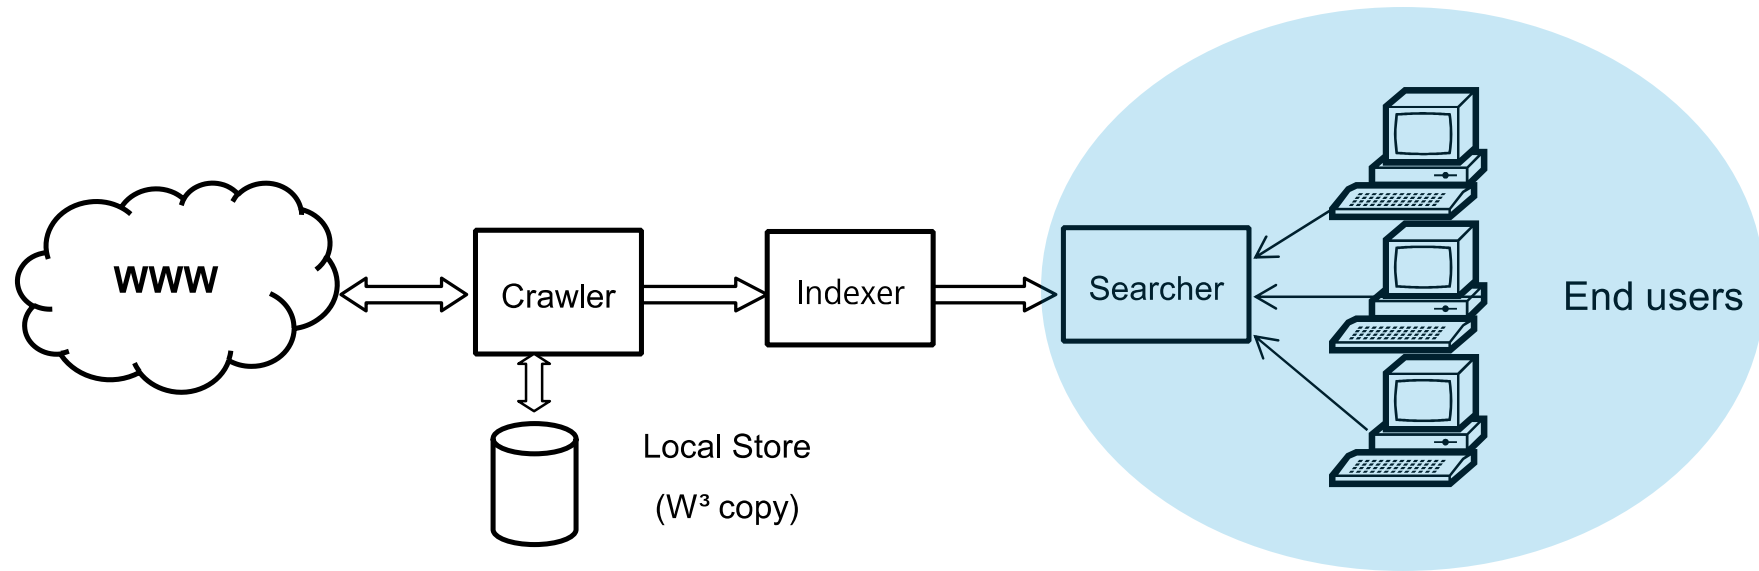 WWW
Crawler
Indexer
Searcher
End users
Local Store
(W³ copy)